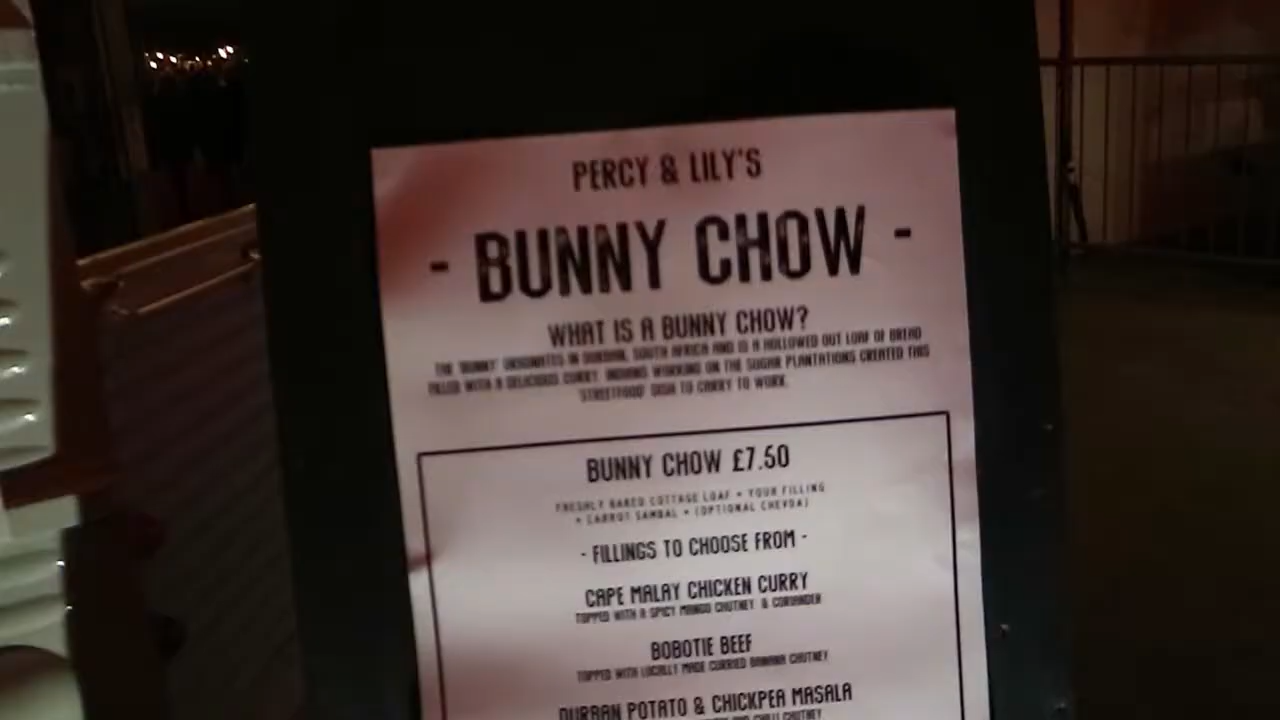 PERCY & LILY'S
- BUNNY CHOW -
WHAT IS A BUNNY CHOW?
THE 'BUNNY' ORIGINATES IN DURBAN, SOUTH AFRICA AND IS A HOLLOWED OUT LOAF OF BREAD
FILLED WITH A DELICIOUS CURRY. INDIANS WORKING ON THE SUGAR PLANTATIONS CREATED THIS
'STREETFOOD' DISH TO CARRY TO WORK.
BUNNY CHOW £7.50
FRESHLY BAKED COTTAGE LOAF + YOUR FILLING
+ CARROT SAMBAL + (OPTIONAL CHEVDA)
- FILLINGS TO CHOOSE FROM -
CAPE MALAY CHICKEN CURRY
TOPPED WITH A SPICY MANGO CHUTNEY & CORIANDER
BOBOTIE BEEF
TOPPED WITH LOCALLY MADE CURRIED BANANA CHUTNEY
DURBAN POTATO & CHICKPEA MASALA
AND CHILLI CHUTNEY